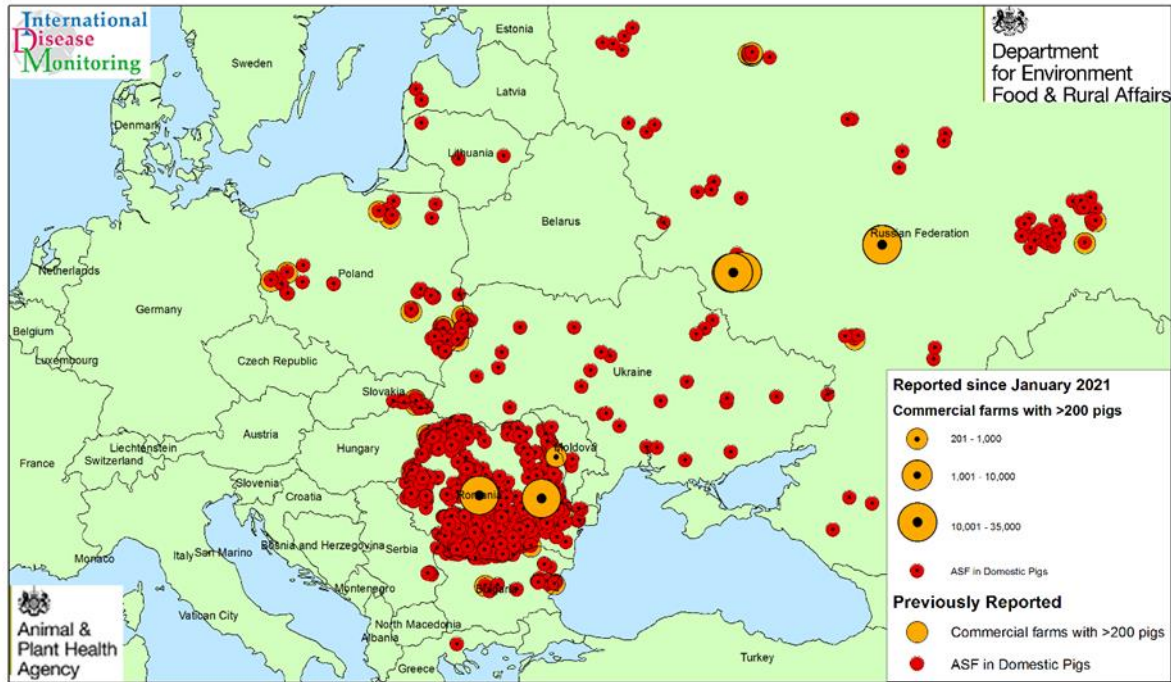 International
Disease
Monitoring
Department
for Environment
Food & Rural Affairs
Estonia
Sweden
Latvia
Denmark
Lithuania
Belarus
Russian Federation
Netherlands
Poland
Germany
Belgium
Luxembourg
Czech Republic
Ukraine
Slovakia
Austria
Hungary
Moldova
Liechtenstein
France
Switzerland
Slovenia
Croatia
Romania
Bosnia and Herzegovina
Serbia
Monaco
Italy
San Marino
Montenegro
Bulgaria
Vatican City
North Macedonia
Albania
Greece
Turkey
Reported since January 2021
Commercial farms with >200 pigs
201 - 1,000
1,001 - 10,000
10,001 - 35,000
ASF in Domestic Pigs
Previously Reported
Commercial farms with >200 pigs
ASF in Domestic Pigs
Animal &
Plant Health
Agency